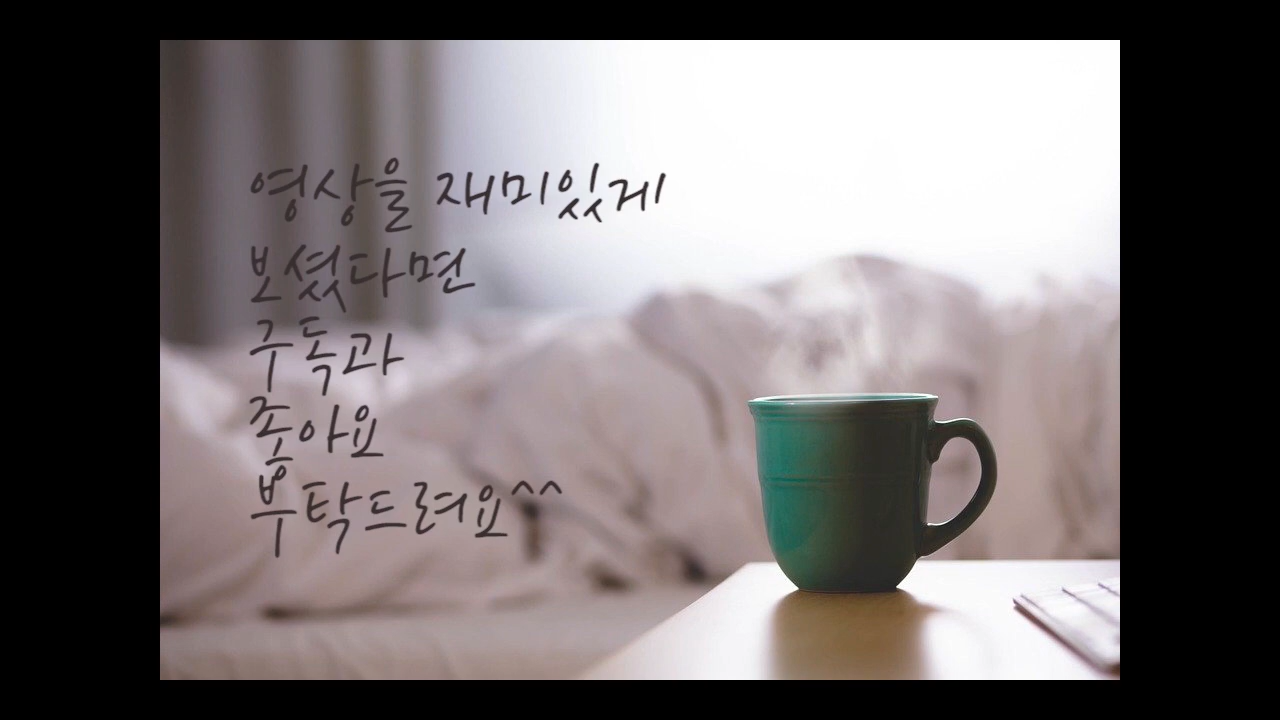 영상을 재미있게
보셨다면
구독과
좋아요
부탁드려요^^